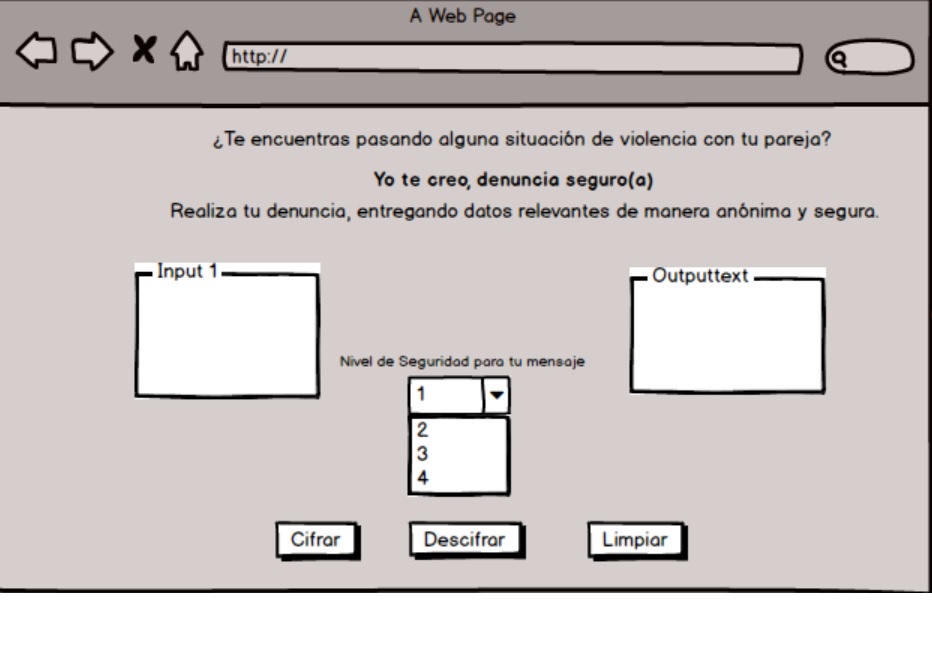 A Web Page
http://
¿Te encuentras pasando alguna situación de violencia con tu pareja?
Yo te creo, denuncia seguro(a)
Realiza tu denuncia, entregando datos relevantes de manera anónima y segura.
Input 1
Outputtext
Nivel de Seguridad para tu mensaje
1
2
3
4
Cifrar
Descifrar
Limpiar